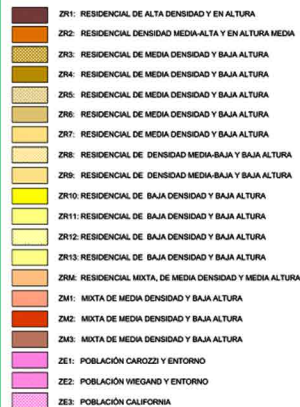 ZR1: RESIDENCIAL DE ALTA DENSIDAD Y EN ALTURA
ZR2: RESIDENCIAL DENSIDAD MEDIA-ALTA Y EN ALTURA MEDIA
ZR3: RESIDENCIAL DE MEDIA DENSIDAD Y BAJA ALTURA
ZR4: RESIDENCIAL DE MEDIA DENSIDAD Y BAJA ALTURA
ZR5: RESIDENCIAL DE MEDIA DENSIDAD Y BAJA ALTURA
ZR6: RESIDENCIAL DE MEDIA DENSIDAD Y BAJA ALTURA
ZR7: RESIDENCIAL DE MEDIA DENSIDAD Y BAJA ALTURA
ZR8: RESIDENCIAL DE DENSIDAD MEDIA-BAJA Y BAJA ALTURA
ZR9: RESIDENCIAL DE DENSIDAD MEDIA-BAJA Y BAJA ALTURA
ZR10: RESIDENCIAL DE BAJA DENSIDAD Y BAJA ALTURA
ZR11: RESIDENCIAL DE BAJA DENSIDAD Y BAJA ALTURA
ZR12: RESIDENCIAL DE BAJA DENSIDAD Y BAJA ALTURA
ZR13: RESIDENCIAL DE BAJA DENSIDAD Y BAJA ALTURA
ZRM: RESIDENCIAL MIXTA, DE MEDIA DENSIDAD Y MEDIA ALTURA
ZM1: MIXTA DE MEDIA DENSIDAD Y BAJA ALTURA
ZM2: MIXTA DE MEDIA DENSIDAD Y BAJA ALTURA
ZM3: MIXTA DE MEDIA DENSIDAD Y BAJA ALTURA
ZE1: POBLACIÓN CAROZZI Y ENTORNO
ZE2: POBLACIÓN WIEGAND Y ENTORNO
ZE3: POBLACIÓN CALIFORNIA